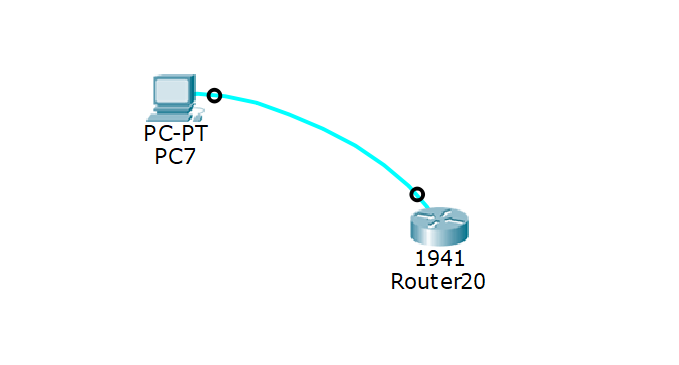 PC-PT
PC7
1941
Router20